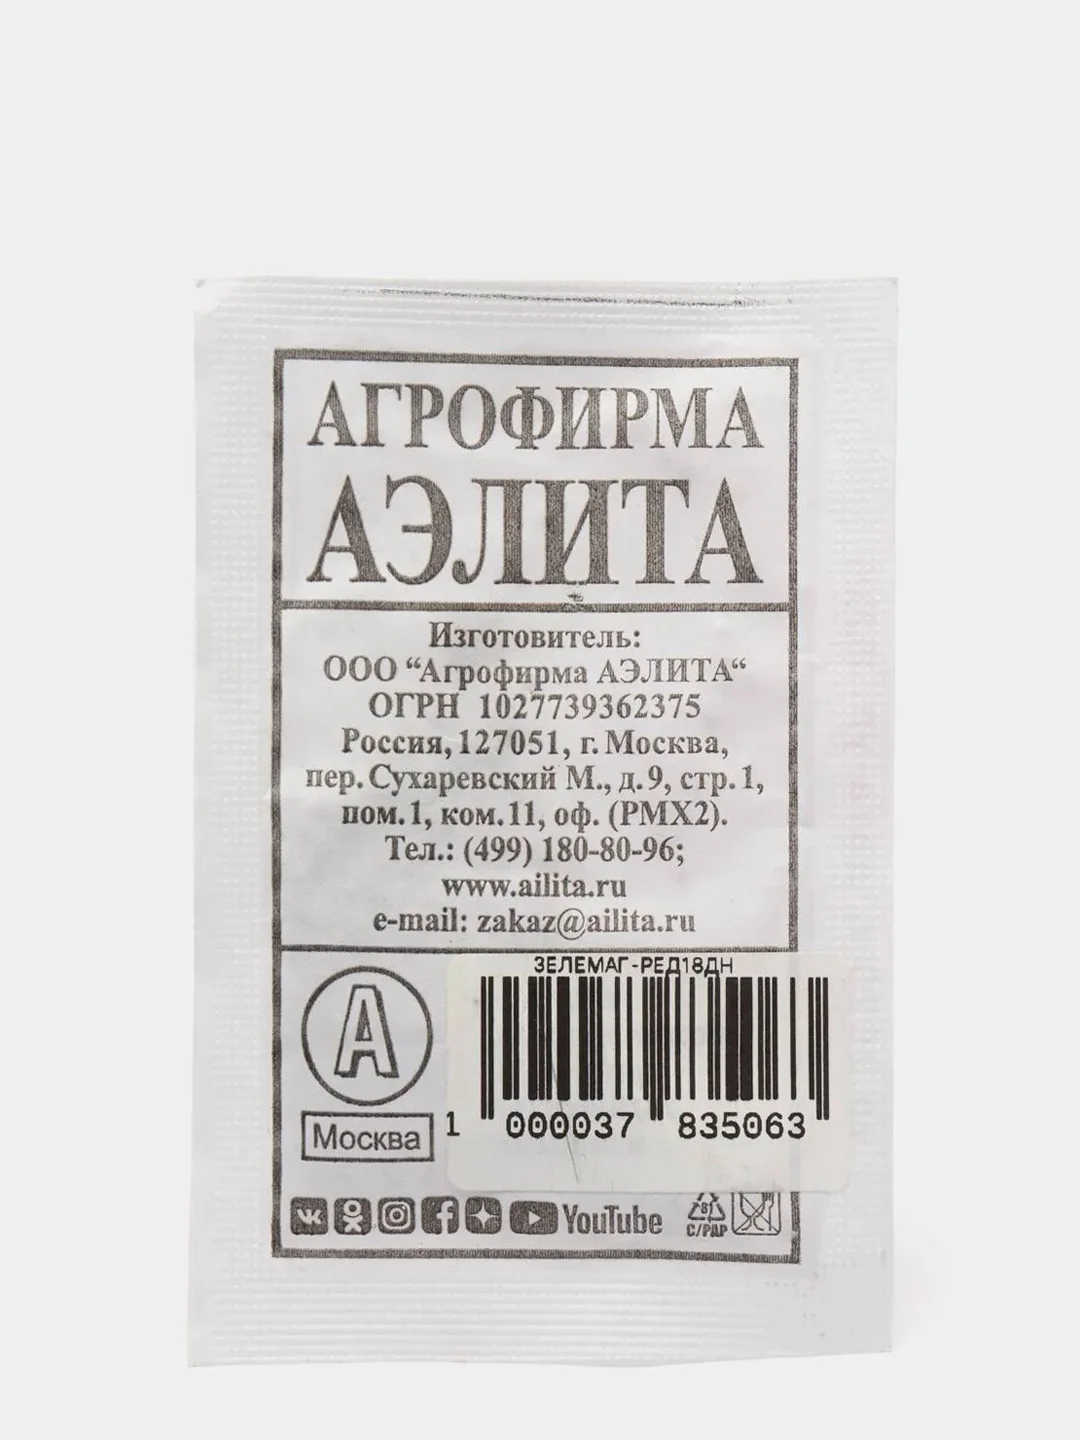 АГРОФИРМА
АЭЛИТА
Изготовитель:
ООО “Агрофирма АЭЛИТА“
ОГРН 1027739362375
Россия, 127051, г. Москва,
пер. Сухаревский М., д. 9, стр. 1,
пом. 1, ком. 11, оф. (РМХ2).
Тел.: (499) 180-80-96;
www.ailita.ru
e-mail: zakaz@ailita.ru
ЗЕЛЕМАГ-РЕД18ДН
А
1 000037 835063
Москва
YouTube
81
C/PAP